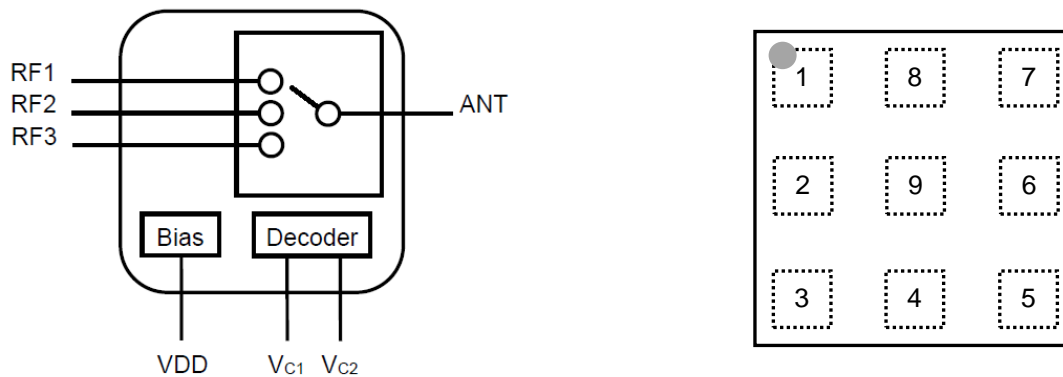 RF1
RF2
RF3
ANT
Bias
Decoder
VDD
VC1
VC2
1 8 7
2 9 6
3 4 5